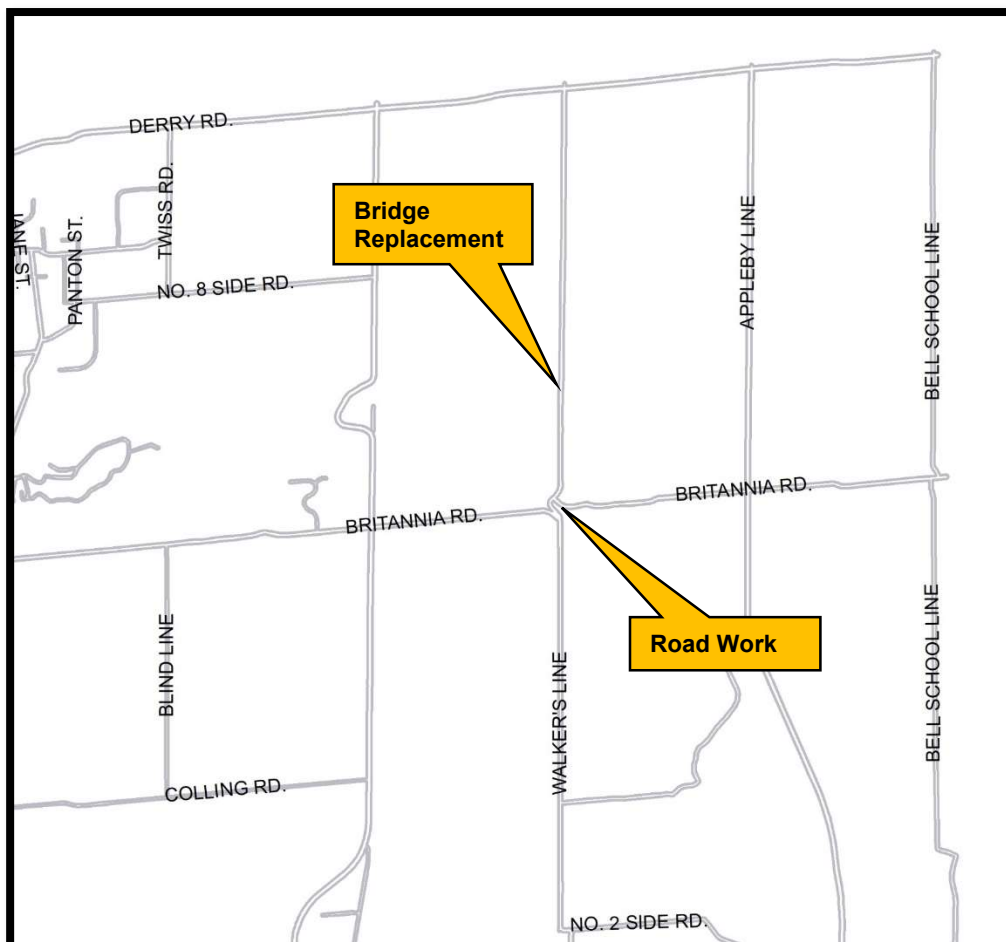 DERRY RD.
TWISS RD.
JANE ST.
PANTON ST.
NO. 8 SIDE RD.
Bridge
Replacement
APPLEBY LINE
BELL SCHOOL LINE
BRITANNIA RD.
BRITANNIA RD.
Road Work
BLIND LINE
WALKER'S LINE
BELL SCHOOL LINE
COLLING RD.
NO. 2 SIDE RD.